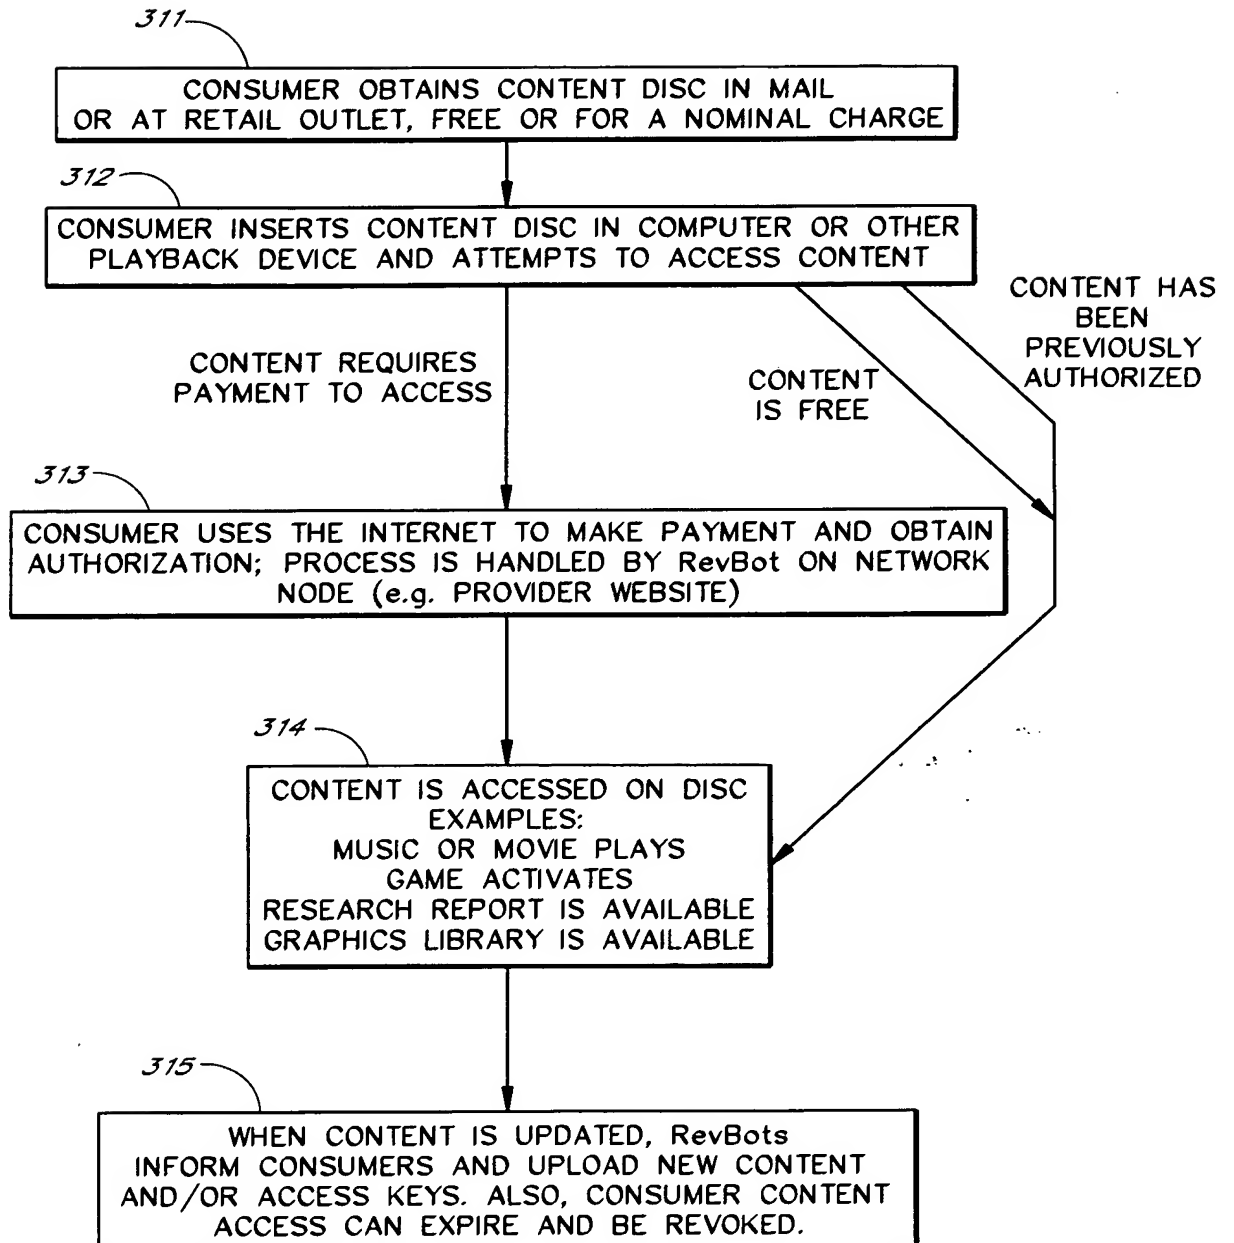 311
CONSUMER OBTAINS CONTENT DISC IN MAIL
OR AT RETAIL OUTLET, FREE OR FOR A NOMINAL CHARGE
312
CONSUMER INSERTS CONTENT DISC IN COMPUTER OR OTHER
PLAYBACK DEVICE AND ATTEMPTS TO ACCESS CONTENT
CONTENT REQUIRES
PAYMENT TO ACCESS
CONTENT
IS FREE
CONTENT HAS
BEEN
PREVIOUSLY
AUTHORIZED
313
CONSUMER USES THE INTERNET TO MAKE PAYMENT AND OBTAIN
AUTHORIZATION; PROCESS IS HANDLED BY RevBot ON NETWORK
NODE (e.g. PROVIDER WEBSITE)
314
CONTENT IS ACCESSED ON DISC
EXAMPLES:
MUSIC OR MOVIE PLAYS
GAME ACTIVATES
RESEARCH REPORT IS AVAILABLE
GRAPHICS LIBRARY IS AVAILABLE
315
WHEN CONTENT IS UPDATED, RevBots
INFORM CONSUMERS AND UPLOAD NEW CONTENT
AND/OR ACCESS KEYS. ALSO, CONSUMER CONTENT
ACCESS CAN EXPIRE AND BE REVOKED.